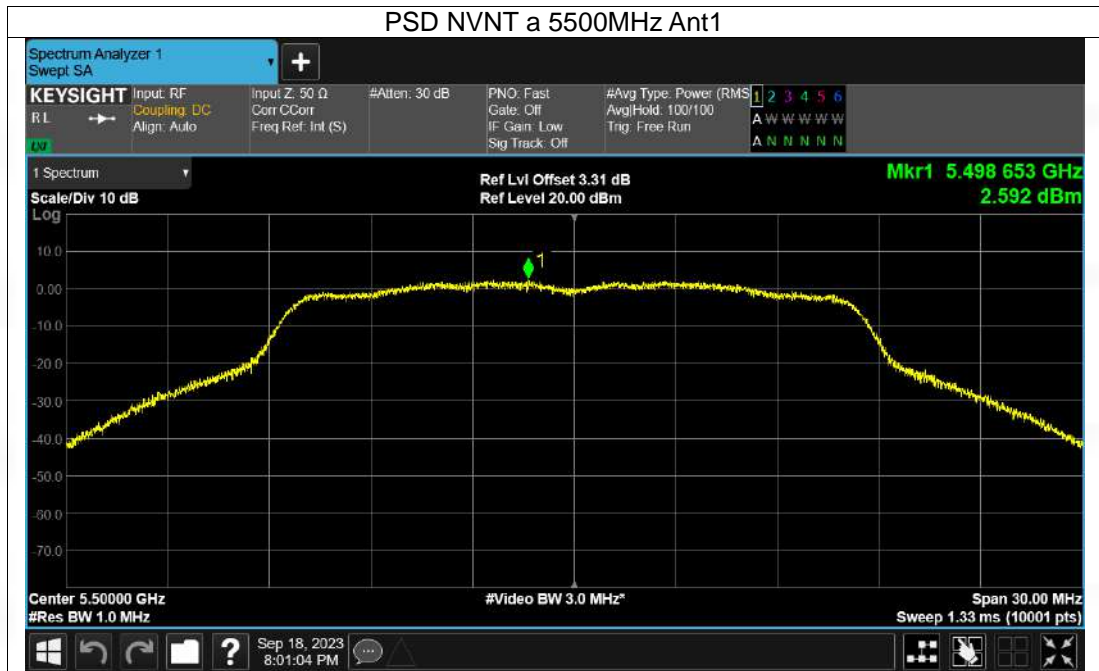 PSD NVNT a 5500MHz Ant1
Spectrum Analyzer 1
Swept SA
+
KEYSIGHT
RL
LXI
Input: RF
Coupling: DC
Align: Auto
Input Z: 50 Ω
Corr CCorr
Freq Ref: Int (S)
#Atten: 30 dB
PNO: Fast
Gate: Off
IF Gain: Low
Sig Track: Off
#Avg Type: Power (RMS
Avg|Hold: 100/100
Trig: Free Run
1 2 3 4 5 6
A W W W W W
A N N N N N
1 Spectrum
Scale/Div 10 dB
Log
Ref Lvl Offset 3.31 dB
Ref Level 20.00 dBm
Mkr1 5.498 653 GHz
2.592 dBm
1
10.0
0.00
-10.0
-20.0
-30.0
-40.0
-50.0
-60.0
-70.0
Center 5.50000 GHz
#Res BW 1.0 MHz
#Video BW 3.0 MHz*
Span 30.00 MHz
Sweep 1.33 ms (10001 pts)
?
Sep 18, 2023
8:01:04 PM